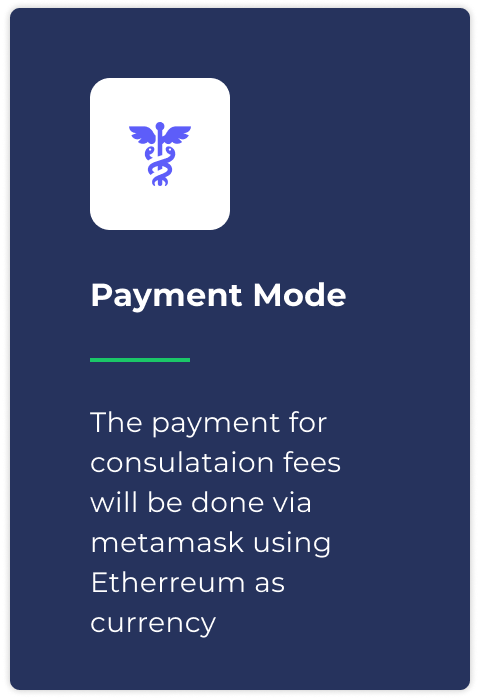 Payment Mode
The payment for
consulataion fees
will be done via
metamask using
Etherreum as
currency